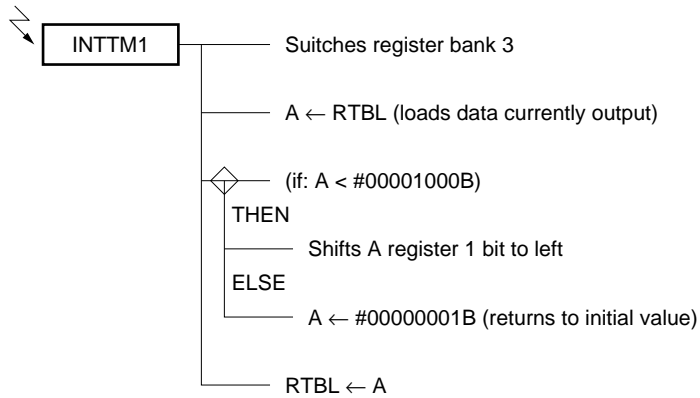 INTTM1
Suitches register bank 3
A ← RTBL (loads data currently output)
(if: A < #00001000B)
THEN
Shifts A register 1 bit to left
ELSE
A ← #00000001B (returns to initial value)
RTBL ← A